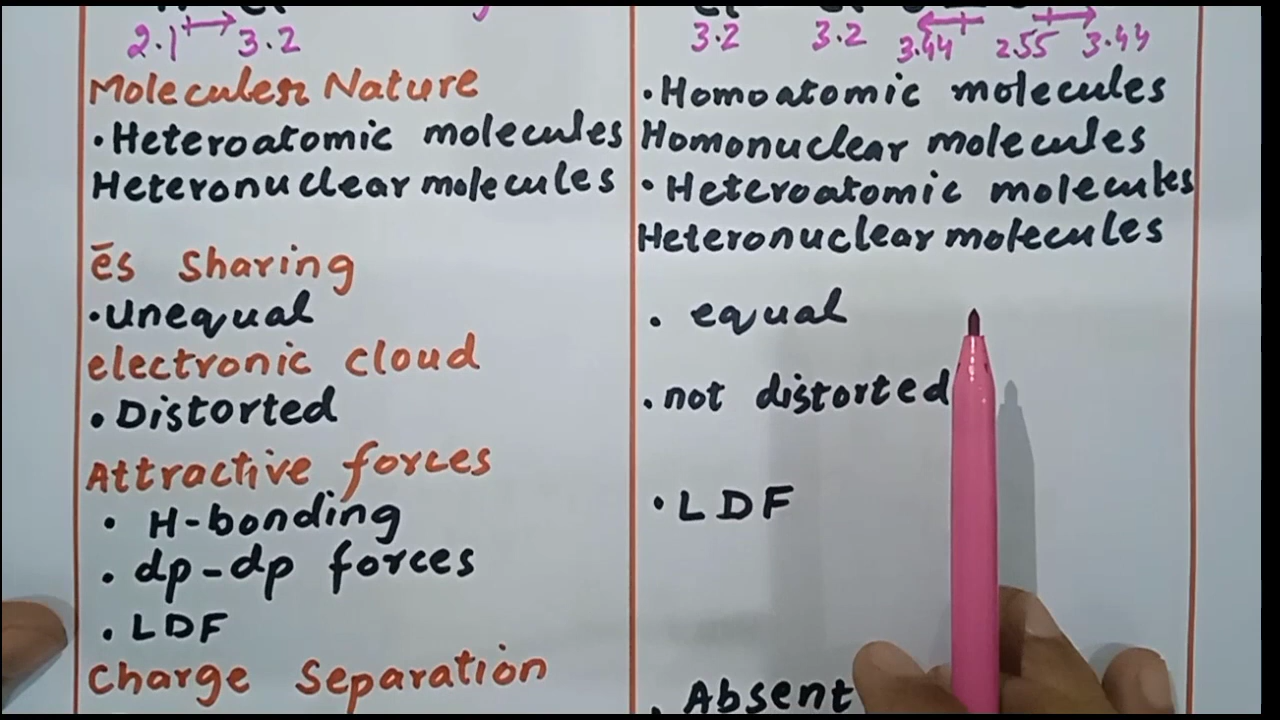 2.1 3.2
Moleculer Nature
• Heteroatomic molecules
Heteronuclear molecules
ēs sharing
• Unequal
electronic cloud
• Distorted
Attractive forces
• H-bonding
• dp-dp forces
• LDF
Charge Separation
3.2 3.2 3.44 2.55 3.44
• Homoatomic molecules
Homonuclear molecules
• Heteroatomic molecules
Heteronuclear molecules
• equal
• not distorted
• LDF
• Absent